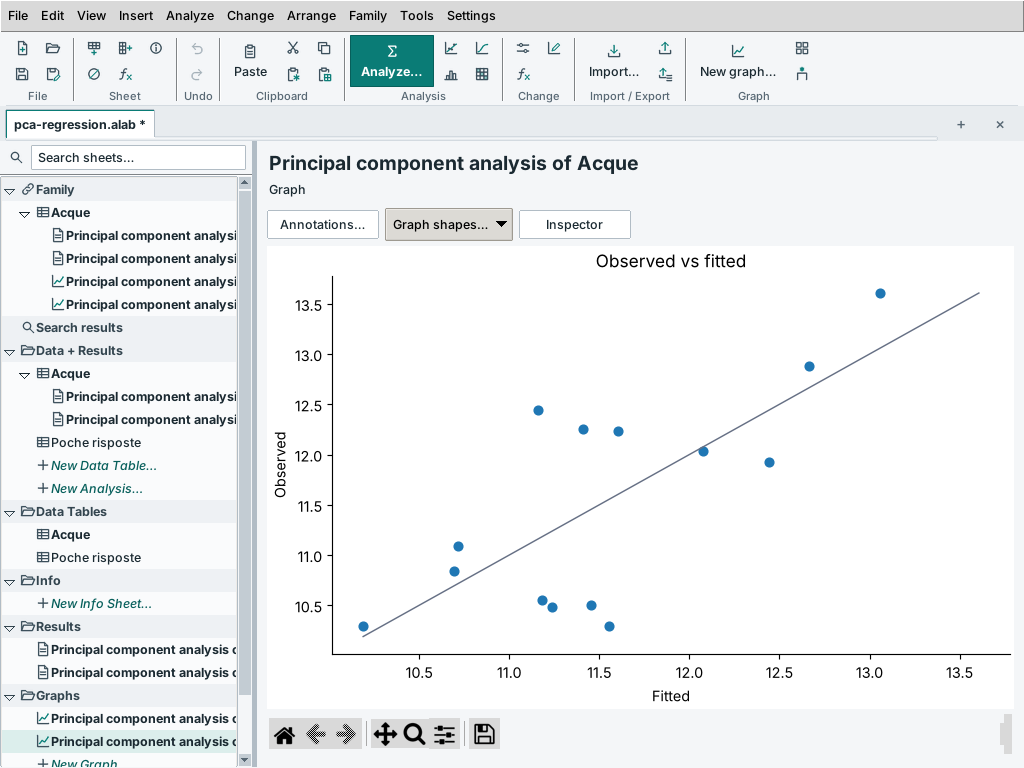 File Edit View Insert Analyze Change Arrange Family Tools Settings
Paste Σ Analyze... Import... New graph...
File Sheet Undo Clipboard Analysis Change Import / Export Graph
pca-regression.alab *
Search sheets...
Principal component analysis of Acque
Graph
Annotations... Graph shapes... Inspector
Family
Acque
Principal component analysi
Principal component analysi
Principal component analysi
Principal component analysi
Search results
Data + Results
Acque
Principal component analysi
Principal component analysi
Poche risposte
New Data Table...
New Analysis...
Data Tables
Acque
Poche risposte
Info
New Info Sheet...
Results
Principal component analysis o
Principal component analysis o
Graphs
Principal component analysis o
Principal component analysis o
New Graph
Observed vs fitted
Observed
13.5
13.0
12.5
12.0
11.5
11.0
10.5
10.5 11.0 11.5 12.0 12.5 13.0 13.5
Fitted